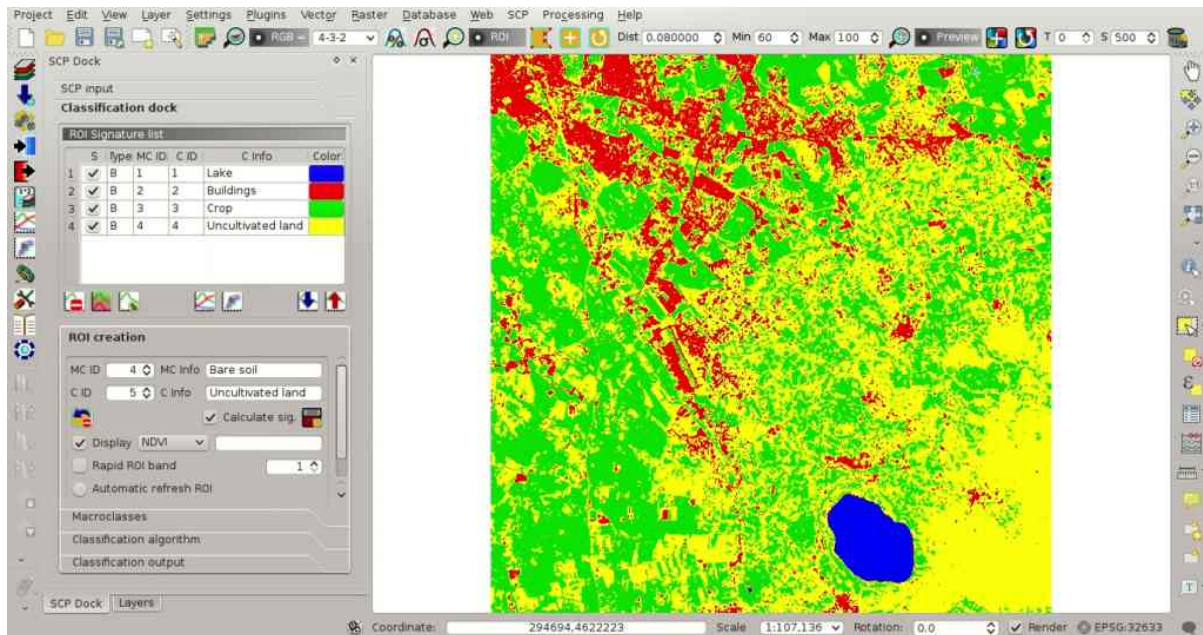 Project Edit View Layer Settings Plugins Vector Raster Database Web SCP Processing Help
RGB = 4-3-2 ROI Dist 0.080000 Min 60 Max 100 Preview T 0 S 500
SCP Dock
SCP input
Classification dock
ROI Signature list
S Type MC ID C ID C Info Color
1 B 1 1 Lake
2 B 2 2 Buildings
3 B 3 3 Crop
4 B 4 4 Uncultivated land
ROI creation
MC ID 4 MC Info Bare soil
C ID 5 C Info Uncultivated land
Calculate sig.
Display NDVI
Rapid ROI band 1
Automatic refresh ROI
Macroclasses
Classification algorithm
Classification output
SCP Dock Layers
Coordinate: 294694,4622223 Scale 1:107,136 Rotation: 0.0 Render EPSG:32633